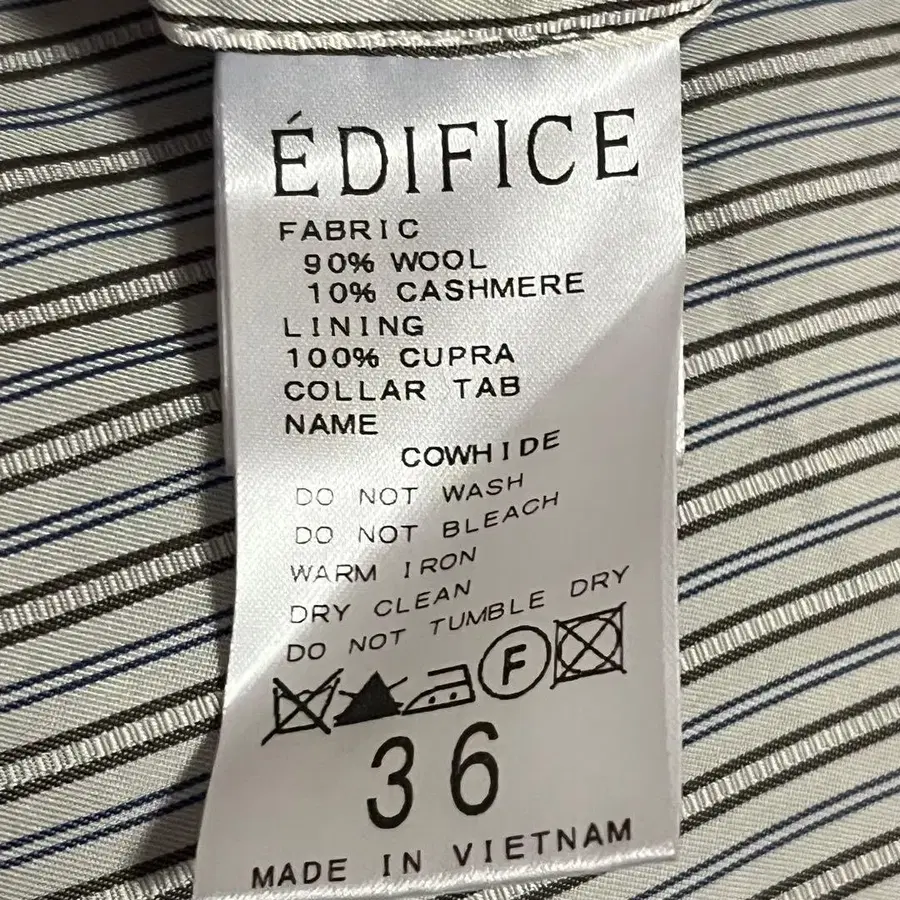 ÉDIFICE
FABRIC
90% WOOL
10% CASHMERE
LINING
100% CUPRA
COLLAR TAB
NAME
COWHIDE
DO NOT WASH
DO NOT BLEACH
WARM IRON
DRY CLEAN
DO NOT TUMBLE DRY
F
36
MADE IN VIETNAM